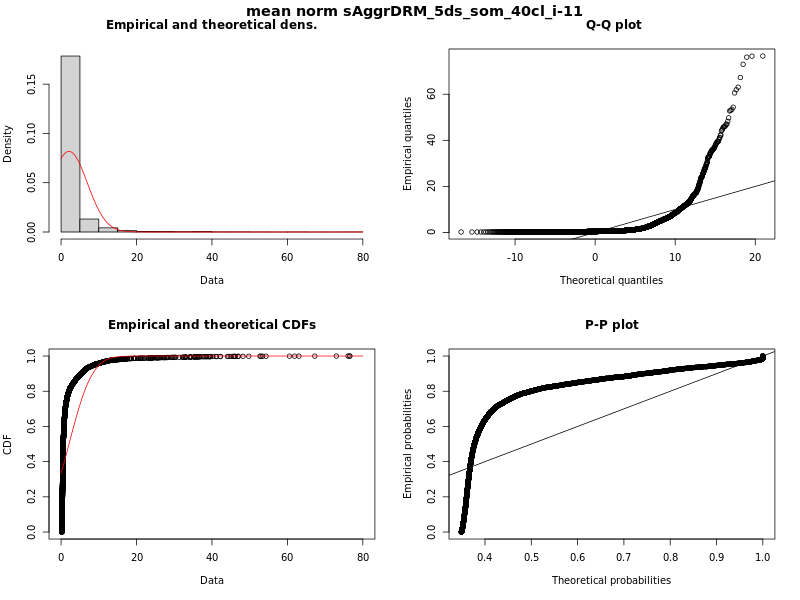 mean norm sAggrDRM_5ds_som_40cl_i-11
Empirical and theoretical dens.
Density
0.00 0.05 0.10 0.15
0 20 40 60 80
Data
Q-Q plot
Empirical quantiles
0 20 40 60
-10 0 10 20
Theoretical quantiles
Empirical and theoretical CDFs
CDF
0.0 0.2 0.4 0.6 0.8 1.0
0 20 40 60 80
Data
P-P plot
Empirical probabilities
0.0 0.2 0.4 0.6 0.8 1.0
0.4 0.5 0.6 0.7 0.8 0.9 1.0
Theoretical probabilities